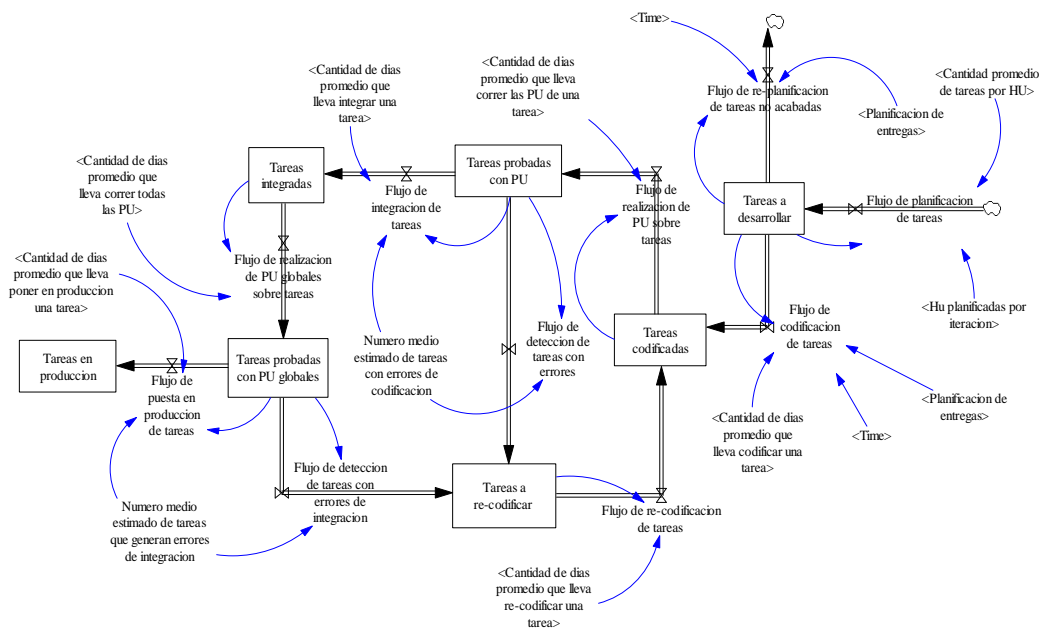 <Time>
<Cantidad de dias
promedio que lleva
correr las PU de una
tarea>
<Cantidad de dias
promedio que
lleva integrar una
tarea>
<Cantidad promedio
de tareas por HU>
Flujo de re-planificacion
de tareas no acabadas
<Planificacion de
entregas>
<Cantidad de dias
promedio que
lleva correr todas
las PU>
Tareas
integradas
Tareas probadas
con PU
Flujo de
integracion de
tareas
Flujo de
realizacion de
PU sobre
tareas
Tareas a
desarrollar
Flujo de planificacion
de tareas
<Cantidad de dias
promedio que lleva
poner en produccion
una tarea>
Flujo de realizacion
de PU globales
sobre tareas
<Hu planificadas por
iteracion>
Flujo de
codificacion
de tareas
Tareas
codificadas
Flujo de
deteccion de
tareas con
errores
Numero medio
estimado de tareas
con errores de
codificacion
Tareas en
produccion
Tareas probadas
con PU globales
Flujo de
puesta en
produccion
de tareas
<Planificacion de
entregas>
<Time>
<Cantidad de dias
promedio que
lleva codificar una
tarea>
Flujo de deteccion
de tareas con
errores de
integracion
Tareas a
re-codificar
Numero medio
estimado de tareas
que generan errores
de integracion
Flujo de re-codificacion
de tareas
<Cantidad de dias
promedio que lleva
re-codificar una
tarea>